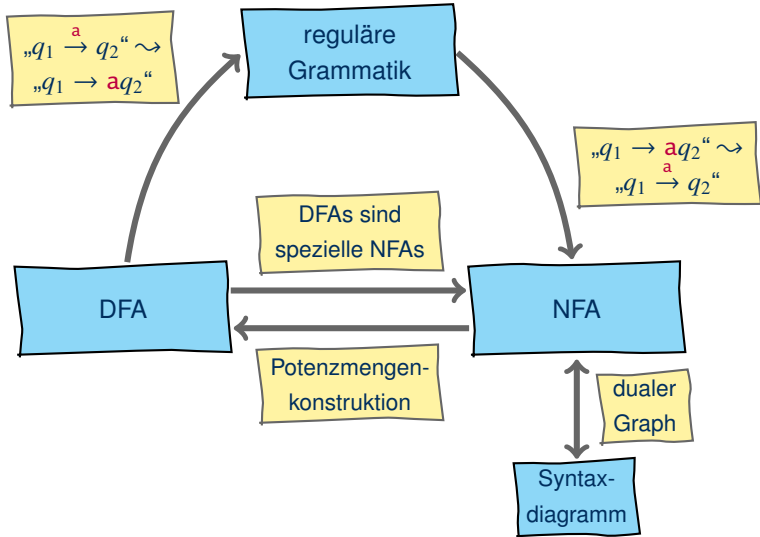 „q₁ →ᵃ q₂“ ⤳
„q₁ → aq₂“
reguläre
Grammatik
„q₁ → aq₂“ ⤳
„q₁ →ᵃ q₂“
DFAs sind
spezielle NFAs
DFA
NFA
Potenzmengen-
konstruktion
dualer
Graph
Syntax-
diagramm